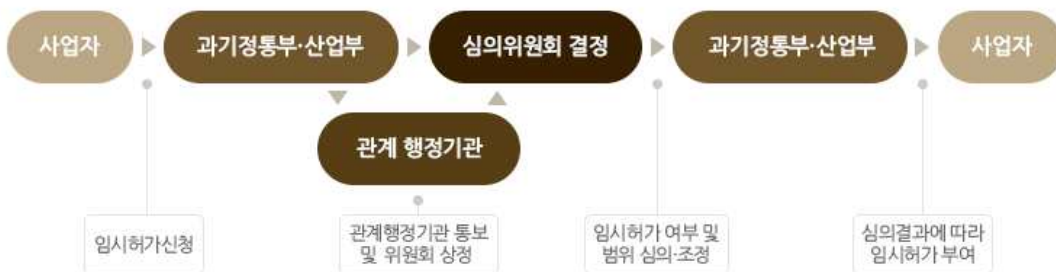 사업자
과기정통부·산업부
심의위원회 결정
과기정통부·산업부
사업자
관계 행정기관
임시허가신청
관계행정기관 통보
및 위원회 상정
임시허가 여부 및
범위 심의·조정
심의결과에 따라
임시허가 부여